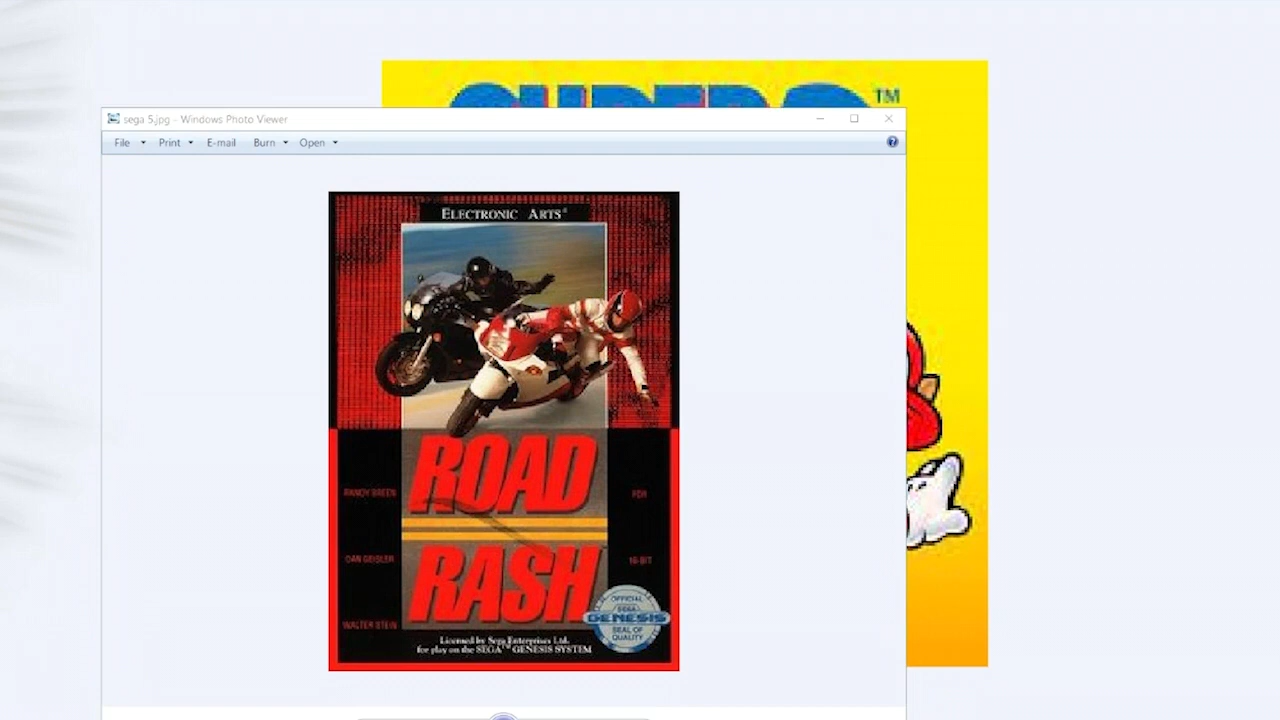 TM
sega 5.jpg - Windows Photo Viewer
File Print E-mail Burn Open
ELECTRONIC ARTS
ROAD
RANDY BREEN FOR
DAN GEISLER 16-BIT
RASH
WALTER STEIN
OFFICIAL
SEGA
GENESIS
SEAL OF
QUALITY
Licensed by Sega Enterprises Ltd.
for play on the SEGA™ GENESIS SYSTEM